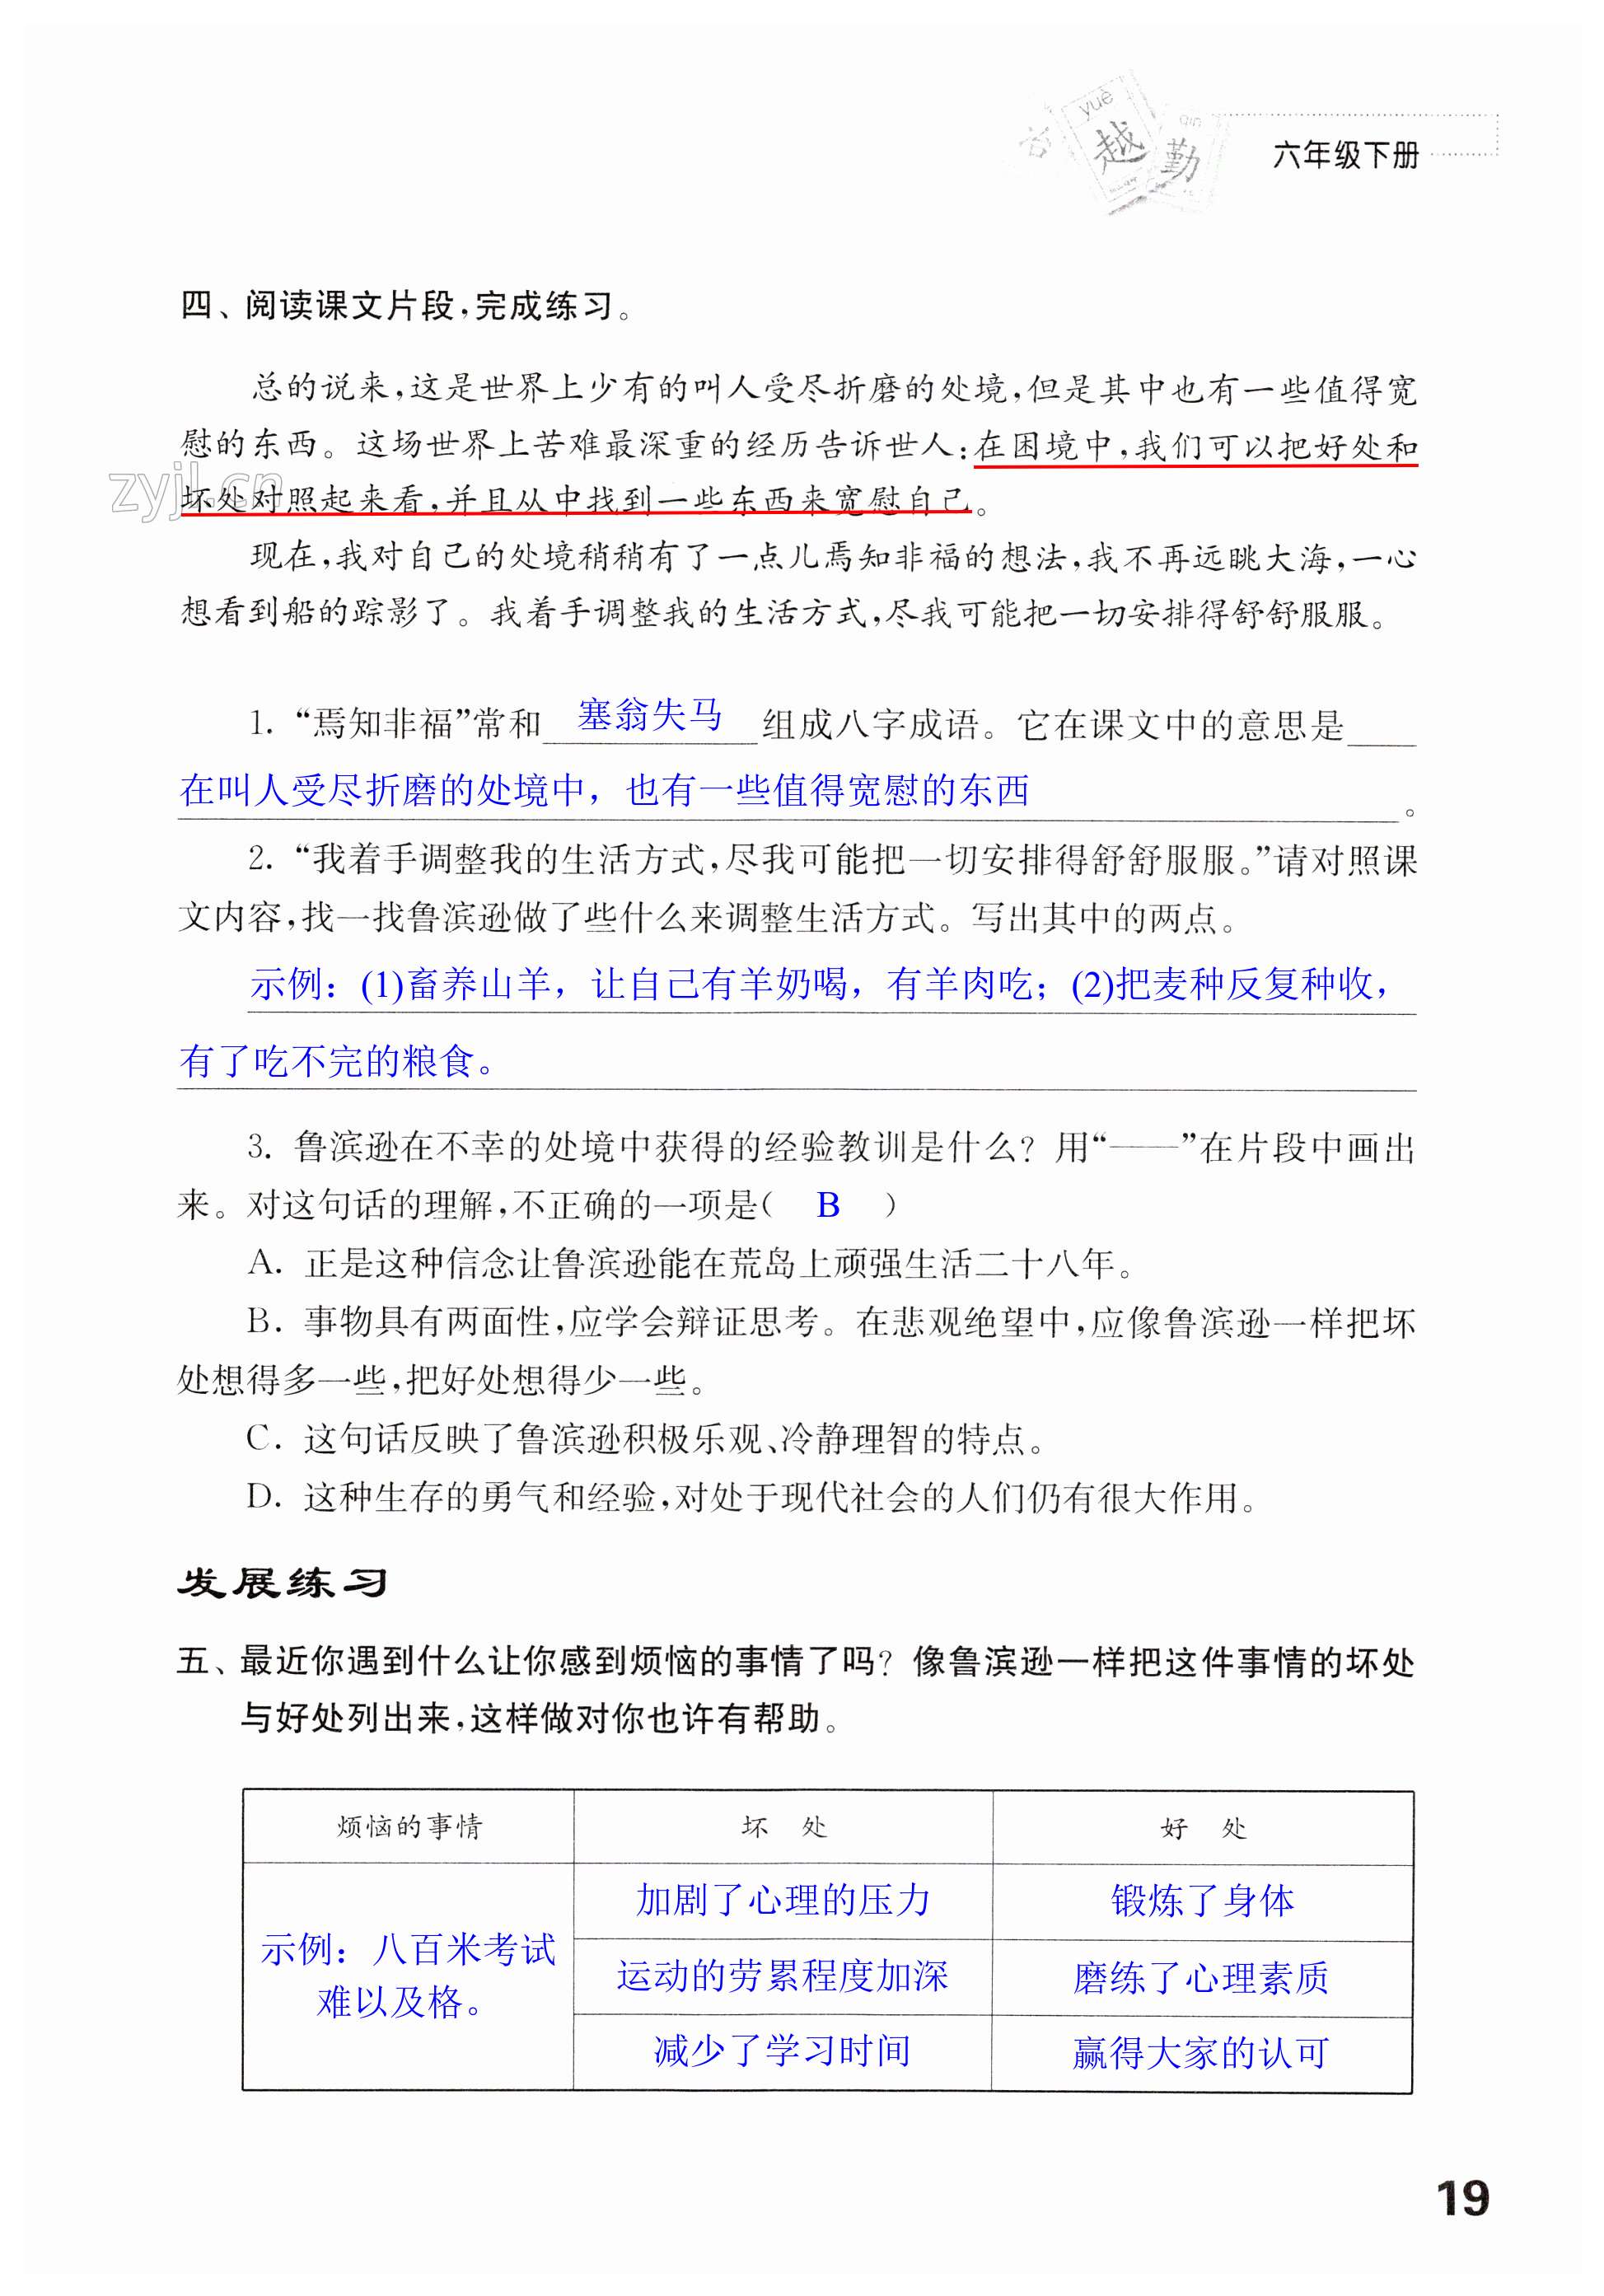 yuè
越
qín
勤
六年级下册
四、阅读课文片段,完成练习。
总的说来,这是世界上少有的叫人受尽折磨的处境,但是其中也有一些值得宽
慰的东西。这场世界上苦难最深重的经历告诉世人:在困境中,我们可以把好处和
坏处对照起来看,并且从中找到一些东西来宽慰自己。
zyjl.cn
现在,我对自己的处境稍稍有了一点儿焉知非福的想法,我不再远眺大海,一心
想看到船的踪影了。我着手调整我的生活方式,尽我可能把一切安排得舒舒服服。
1. “焉知非福”常和 塞翁失马 组成八字成语。它在课文中的意思是
在叫人受尽折磨的处境中，也有一些值得宽慰的东西 。
2. “我着手调整我的生活方式,尽我可能把一切安排得舒舒服服。”请对照课
文内容,找一找鲁滨逊做了些什么来调整生活方式。写出其中的两点。
示例：(1)畜养山羊，让自己有羊奶喝，有羊肉吃；(2)把麦种反复种收，
有了吃不完的粮食。
3. 鲁滨逊在不幸的处境中获得的经验教训是什么？用“——”在片段中画出
来。对这句话的理解,不正确的一项是( B )
A. 正是这种信念让鲁滨逊能在荒岛上顽强生活二十八年。
B. 事物具有两面性,应学会辩证思考。在悲观绝望中,应像鲁滨逊一样把坏
处想得多一些,把好处想得少一些。
C. 这句话反映了鲁滨逊积极乐观、冷静理智的特点。
D. 这种生存的勇气和经验,对处于现代社会的人们仍有很大作用。
发展练习
五、最近你遇到什么让你感到烦恼的事情了吗？像鲁滨逊一样把这件事情的坏处
与好处列出来,这样做对你也许有帮助。
烦恼的事情 坏 处 好 处
加剧了心理的压力 锻炼了身体
示例：八百米考试
难以及格。
运动的劳累程度加深 磨练了心理素质
减少了学习时间 赢得大家的认可
19